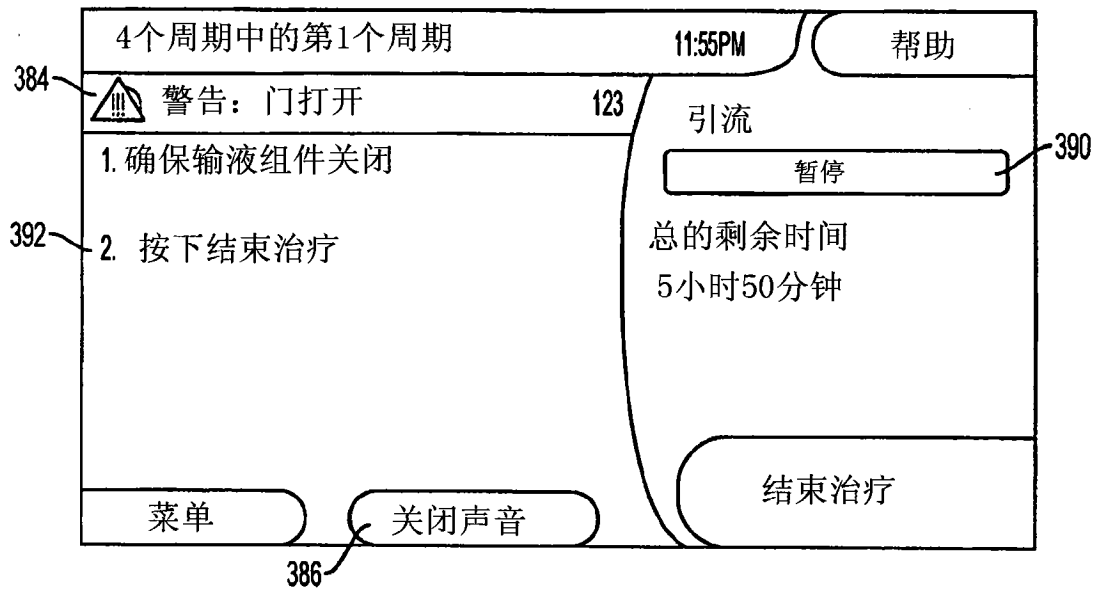 4个周期中的第1个周期
11:55PM
帮助
384
!!! 警告：门打开
123
1.确保输液组件关闭
392
2. 按下结束治疗
引流
暂停
390
总的剩余时间
5小时50分钟
菜单
关闭声音
386
结束治疗